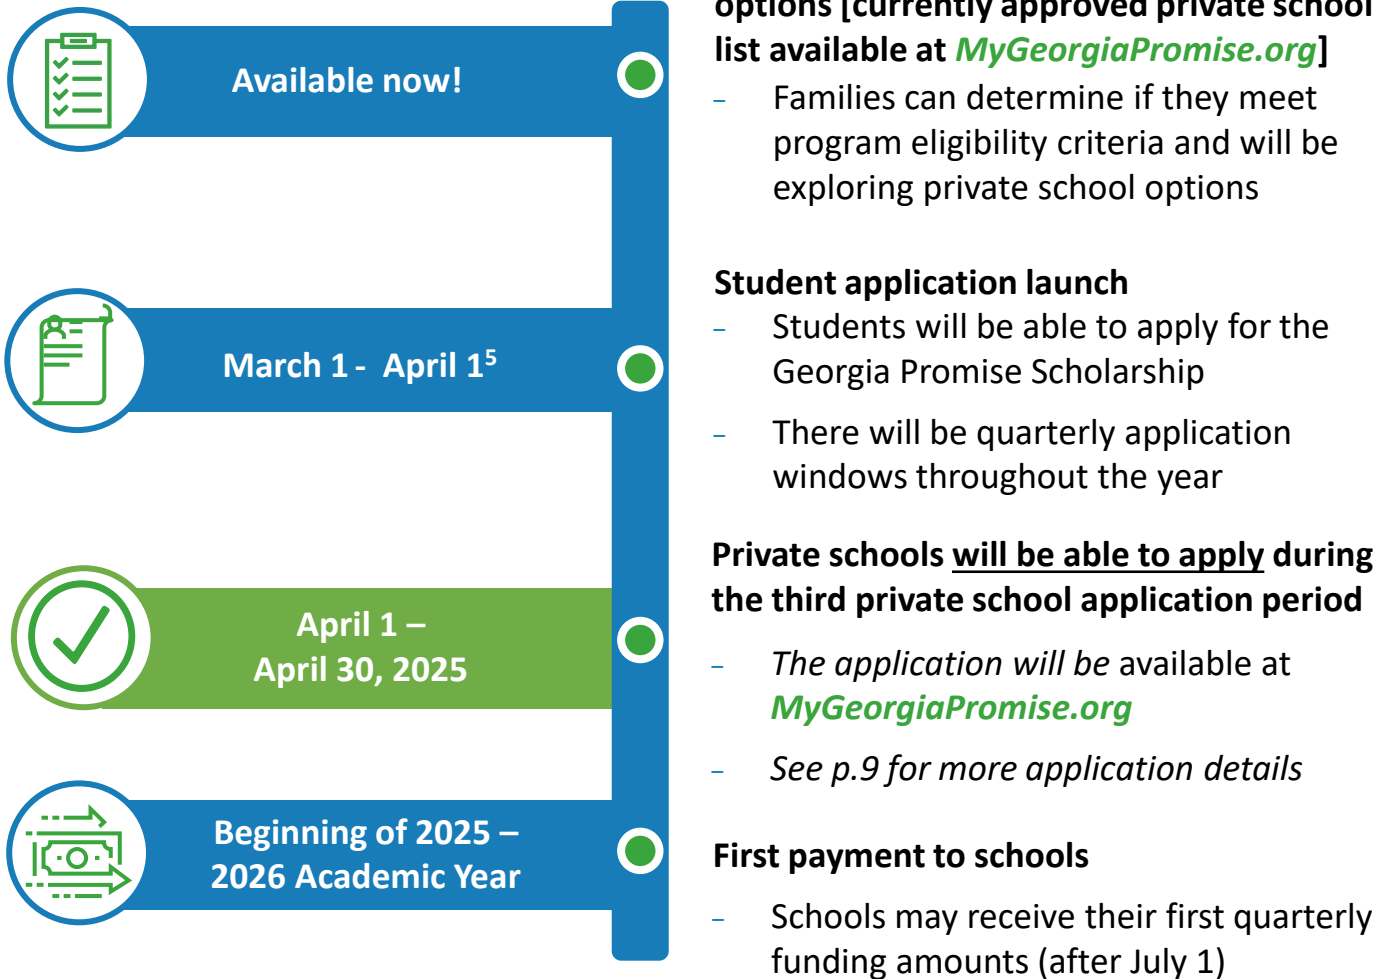 options [currently approved private school
list available at MyGeorgiaPromise.org]
Available now!
– Families can determine if they meet
program eligibility criteria and will be
exploring private school options
March 1 - April 1⁵
Student application launch
– Students will be able to apply for the
Georgia Promise Scholarship
– There will be quarterly application
windows throughout the year
April 1 –
April 30, 2025
Private schools will be able to apply during
the third private school application period
– The application will be available at
MyGeorgiaPromise.org
– See p.9 for more application details
Beginning of 2025 –
2026 Academic Year
First payment to schools
– Schools may receive their first quarterly
funding amounts (after July 1)